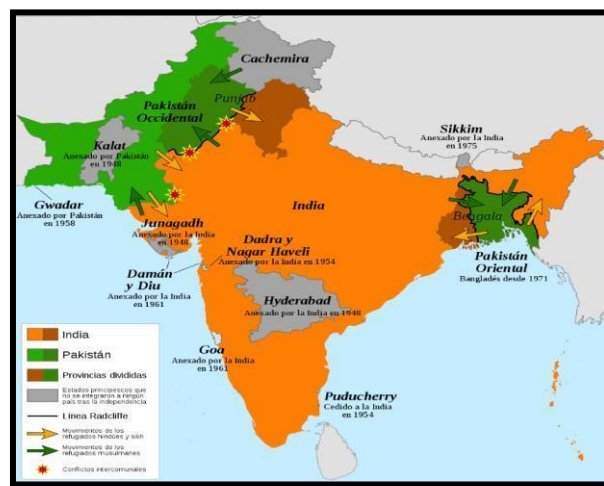 Cachemira
Punjab
Pakistán
Occidental
Kalat
Anexado por Pakistán
en 1948
Gwadar
Anexado por Pakistán
en 1958
Sikkim
Anexado por la India
en 1975
India
Bengala
Pakistán
Oriental
Bangladés desde 1971
Junagadh
Anexado por la India
en 1948
Dadra y
Nagar Haveli
Anexado por la India en 1954
Damán
y Diu
Anexado por la India
en 1961
Hyderabad
Anexado por la India en 1948
Goa
Anexado por la India
en 1961
Puducherry
Cedido a la India
en 1954
India
Pakistán
Provincias divididas
Estados principescos que
no se integraron a ningún
país tras la independencia
Línea Radcliffe
Movimientos de los
refugiados hindúes y sikh
Movimientos de los
refugiados musulmanes
Conflictos intercomunales